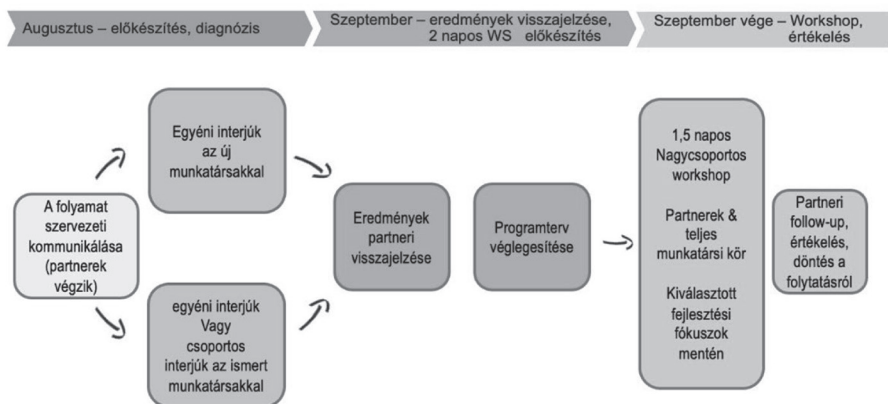 Augusztus – előkészítés, diagnózis
Szeptember – eredmények visszajelzése,
2 napos WS előkészítés
Szeptember vége – Workshop,
értékelés
A folyamat
szervezeti
kommunikálása
(partnerek
végzik)
Egyéni interjúk
az új
munkatársakkal
egyéni interjúk
Vagy
csoportos
interjúk az ismert
munkatársakkal
Eredmények
partneri
visszajelzése
Programterv
véglegesítése
1,5 napos
Nagycsoportos
workshop
Partnerek &
teljes
munkatársi kör
Kiválasztott
fejlesztési
fókuszok
mentén
Partneri
follow-up,
értékelés,
döntés a
folytatásról